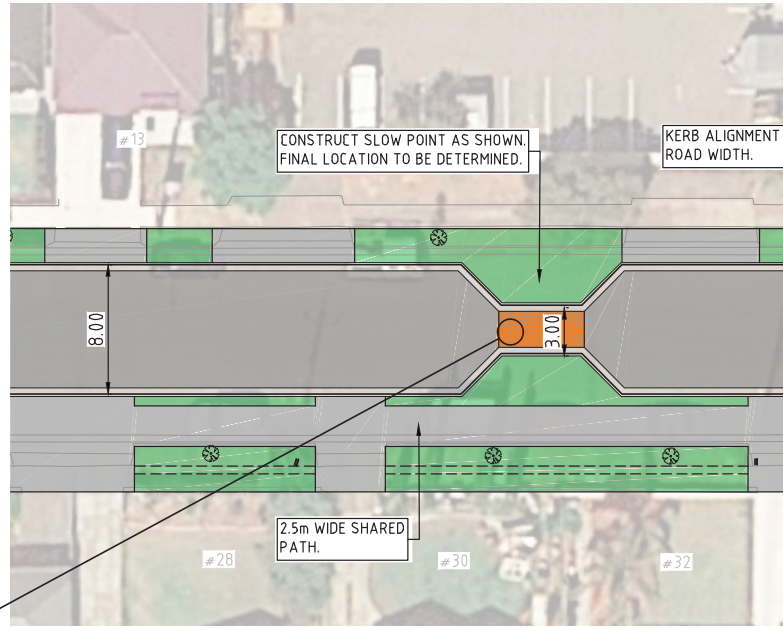 #13
CONSTRUCT SLOW POINT AS SHOWN.
FINAL LOCATION TO BE DETERMINED.
KERB ALIGNMENT
ROAD WIDTH.
8.00
3.00
2.5m WIDE SHARED
PATH.
#28
#30
#32